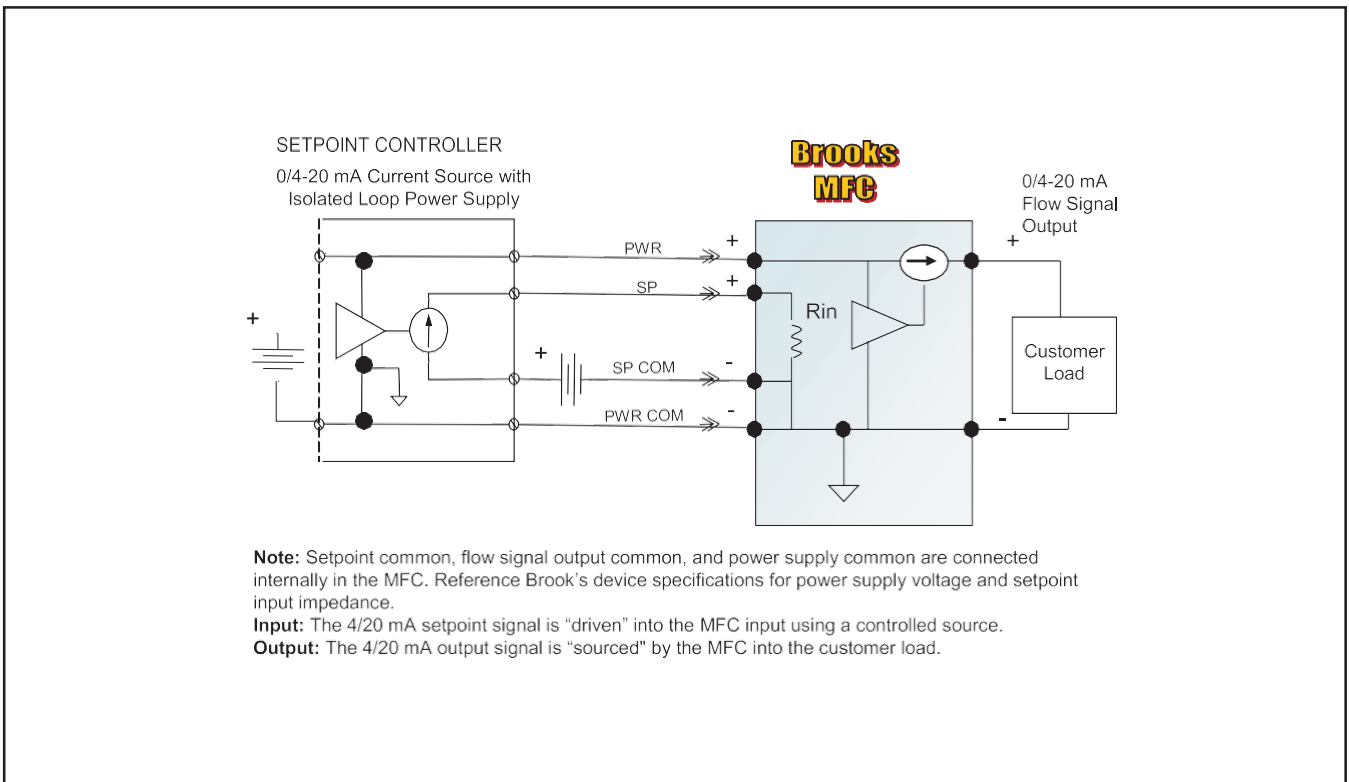 SETPOINT CONTROLLER
0/4-20 mA Current Source with
Isolated Loop Power Supply
Brooks
MFC
0/4-20 mA
Flow Signal
Output
+
PWR
+
SP
+
Rin
+
+
SP COM
-
Customer
Load
PWR COM
-
-
Note: Setpoint common, flow signal output common, and power supply common are connected
internally in the MFC. Reference Brook's device specifications for power supply voltage and setpoint
input impedance.
Input: The 4/20 mA setpoint signal is “driven” into the MFC input using a controlled source.
Output: The 4/20 mA output signal is “sourced" by the MFC into the customer load.